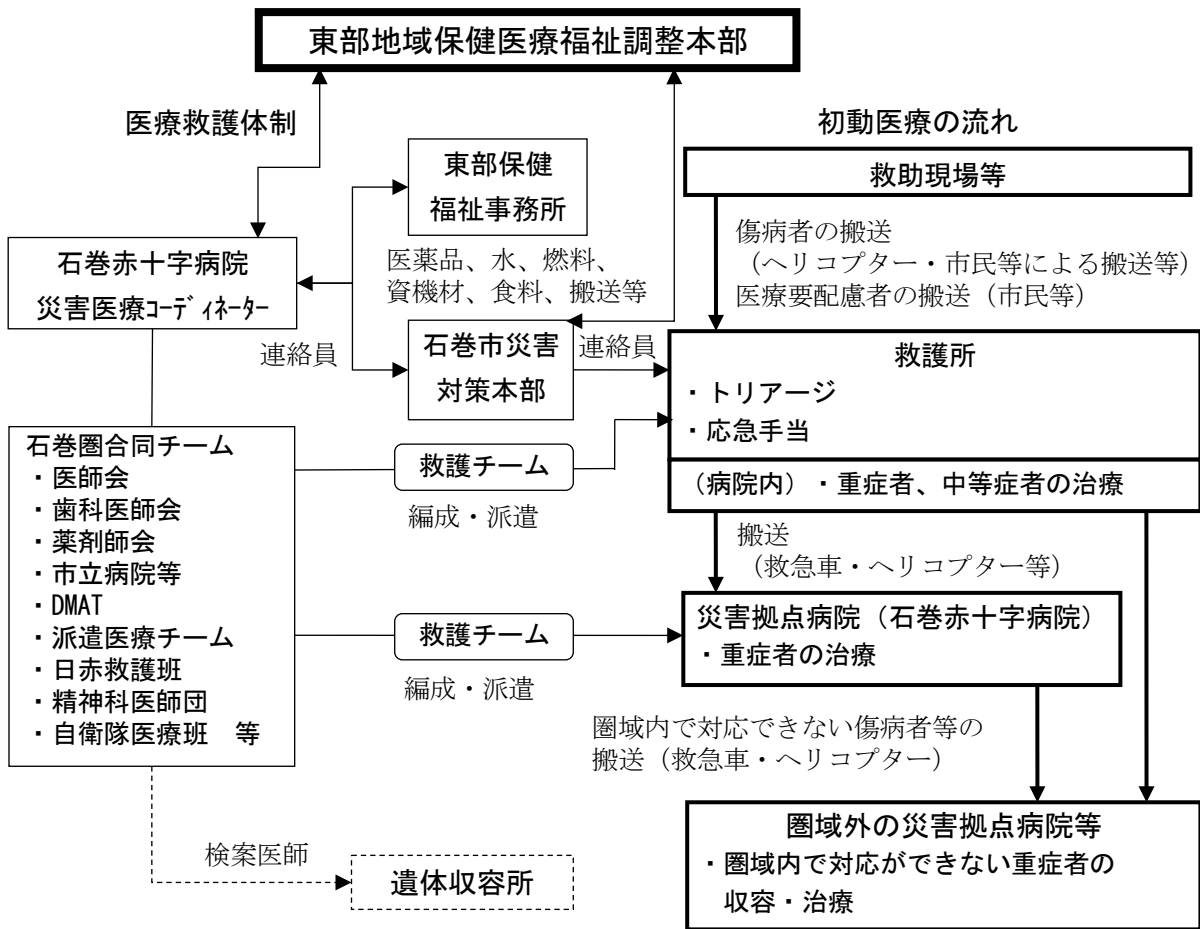 東部地域保健医療福祉調整本部
医療救護体制
初動医療の流れ
東部保健
福祉事務所
救助現場等
傷病者の搬送
（ヘリコプター・市民等による搬送等）
医療要配慮者の搬送（市民等）
石巻赤十字病院
災害医療ｺｰﾃﾞｨﾈｰﾀｰ
医薬品、水、燃料、
資機材、食料、搬送等
連絡員
石巻市災害
対策本部
連絡員
救護所
・トリアージ
・応急手当
（病院内）・重症者、中等症者の治療
石巻圏合同チーム
・医師会
・歯科医師会
・薬剤師会
・市立病院等
・DMAT
・派遣医療チーム
・日赤救護班
・精神科医師団
・自衛隊医療班　等
救護チーム
編成・派遣
搬送
（救急車・ヘリコプター等）
救護チーム
編成・派遣
災害拠点病院（石巻赤十字病院）
・重症者の治療
圏域内で対応できない傷病者等の
搬送（救急車・ヘリコプター）
圏域外の災害拠点病院等
・圏域内で対応ができない重症者の
収容・治療
検案医師
遺体収容所